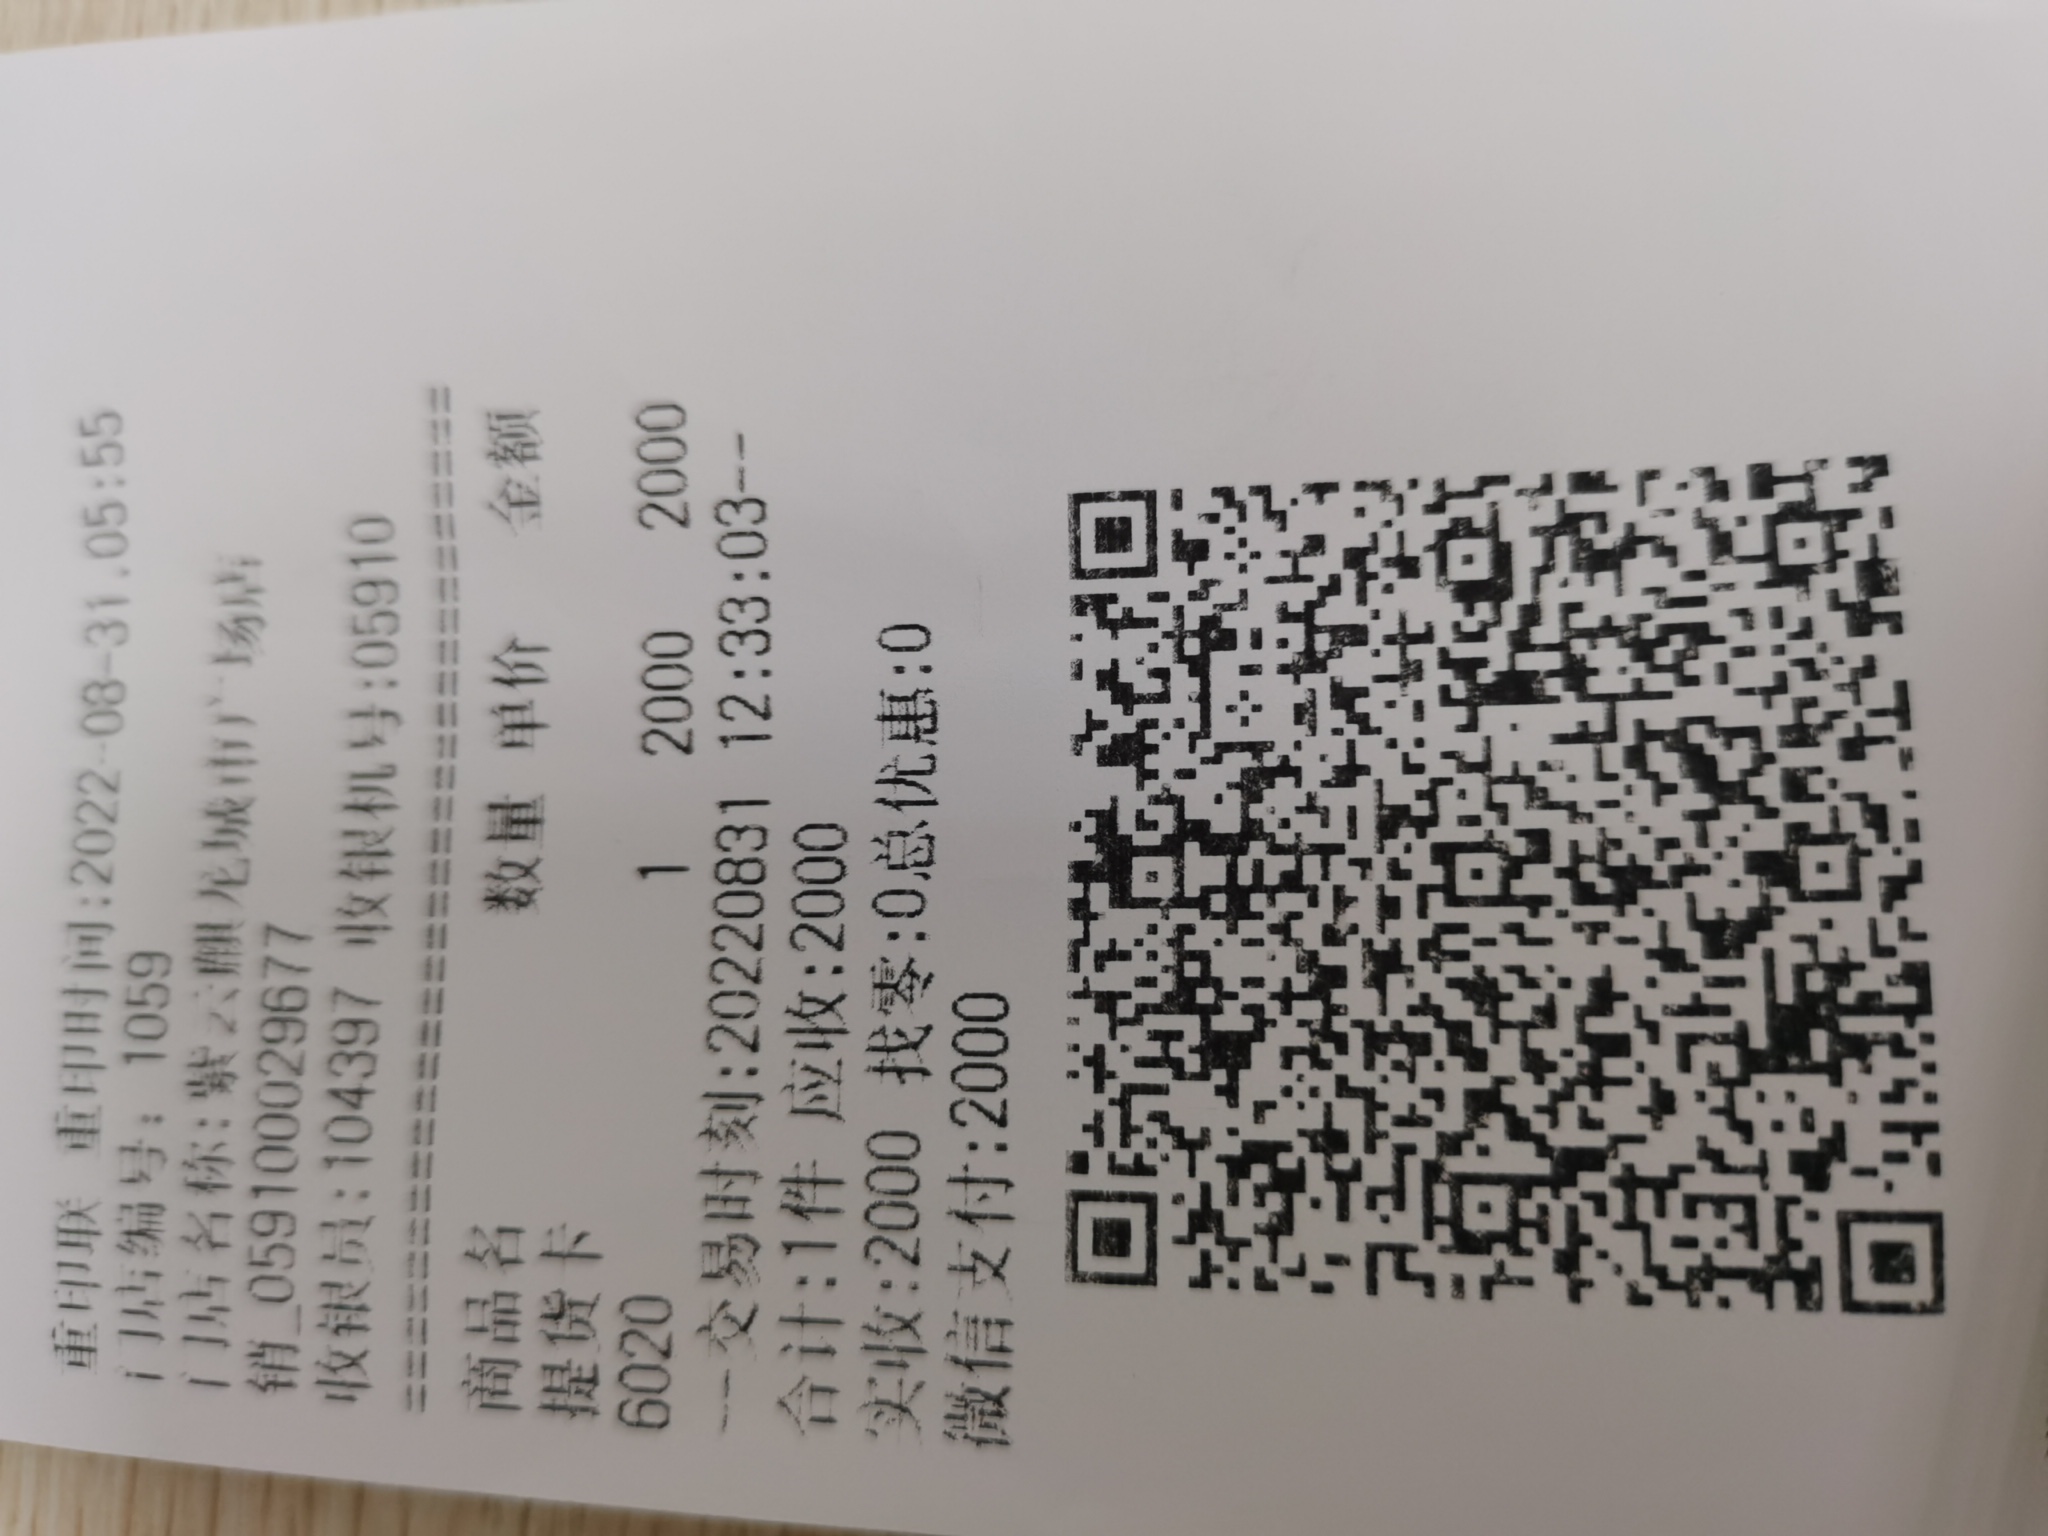 重印联 重印时间:2022-08-31.05:55
门店编号: 1059
门店名称:紫云麒龙城市广场店
销_0591000029677
收银员:104397 收银机号:05910
==============================
商品名 数量 单价 金额
提货卡
6020 1 2000 2000
---交易时刻:20220831 12:33:03---
合计:1件 应收:2000
实收:2000 找零:0总优惠:0
微信支付:2000